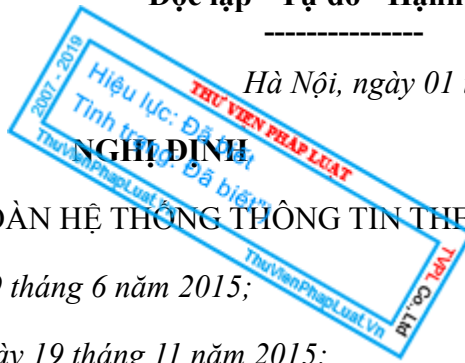 Độc lập - Tự do - Hạnh
---------------
Hà Nội, ngày 01
2007 - 2019
THƯ VIỆN PHÁP LUẬT
Hiệu lực: Đã biết
Tình trạng: Đã biết")
NGHỊ ĐỊNH
ThuVienPhapLuat.Vn
TVPL Co., Ltd
OÀN HỆ THỐNG THÔNG TIN THE
tháng 6 năm 2015;
ThuVienPhapLuat.Vn
ày 19 tháng 11 năm 2015;